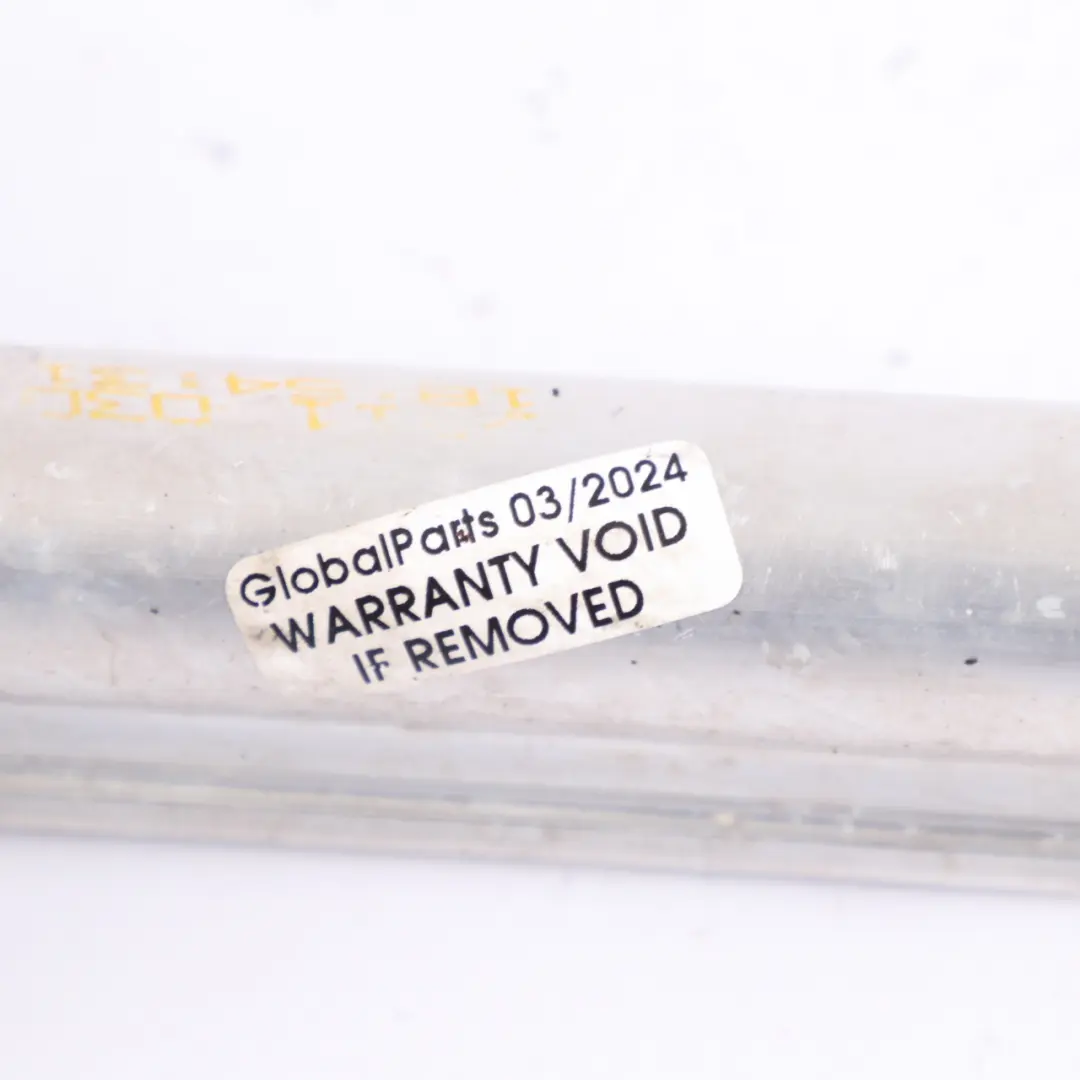 GlobalParts 03/2024
WARRANTY VOID
IF REMOVED